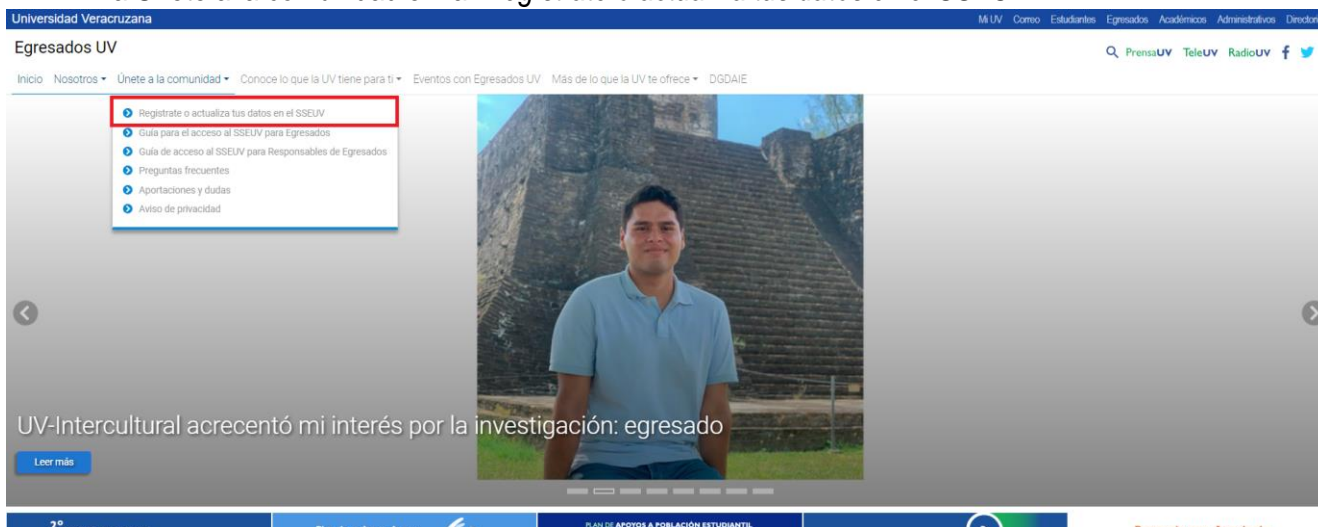 Universidad Veracruzana Mi UV Correo Estudiantes Egresados Académicos Administrativos
Egresados UV PrensaUV TeleUV RadioUV
Inicio Nosotros Únete a la comunidad Conoce lo que la UV tiene para ti Eventos con Egresados UV Más de lo que la UV te ofrece DGDAIE
Registrate o actualiza tus datos en el SSEUV
Guía para el acceso al SSEUV para Egresados
Guía de acceso al SSEUV para Responsables de Egresados
Preguntas frecuentes
Aportaciones y dudas
Aviso de privacidad
UV-Intercultural acrecentó mi interés por la investigación: egresado
Leer más
2º PLAN DE APOYOS A POBLACIÓN ESTUDIANTIL